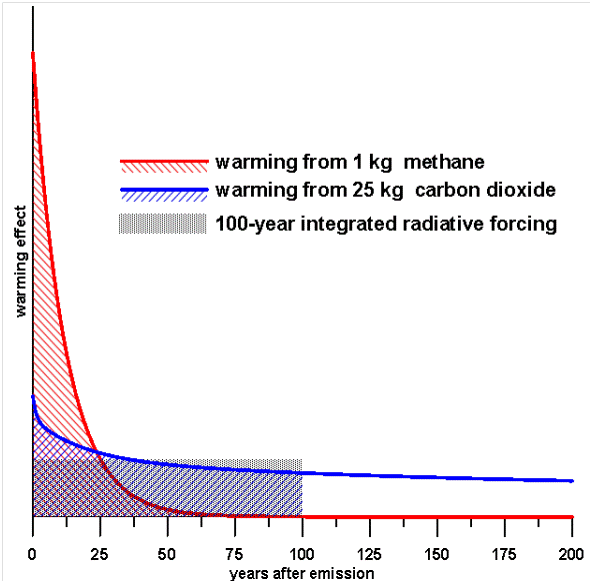 warming from 1 kg  methane
warming from 25 kg  carbon dioxide
100-year integrated radiative forcing
warming effect
0 25 50 75 100 125 150 175 200
years after emission